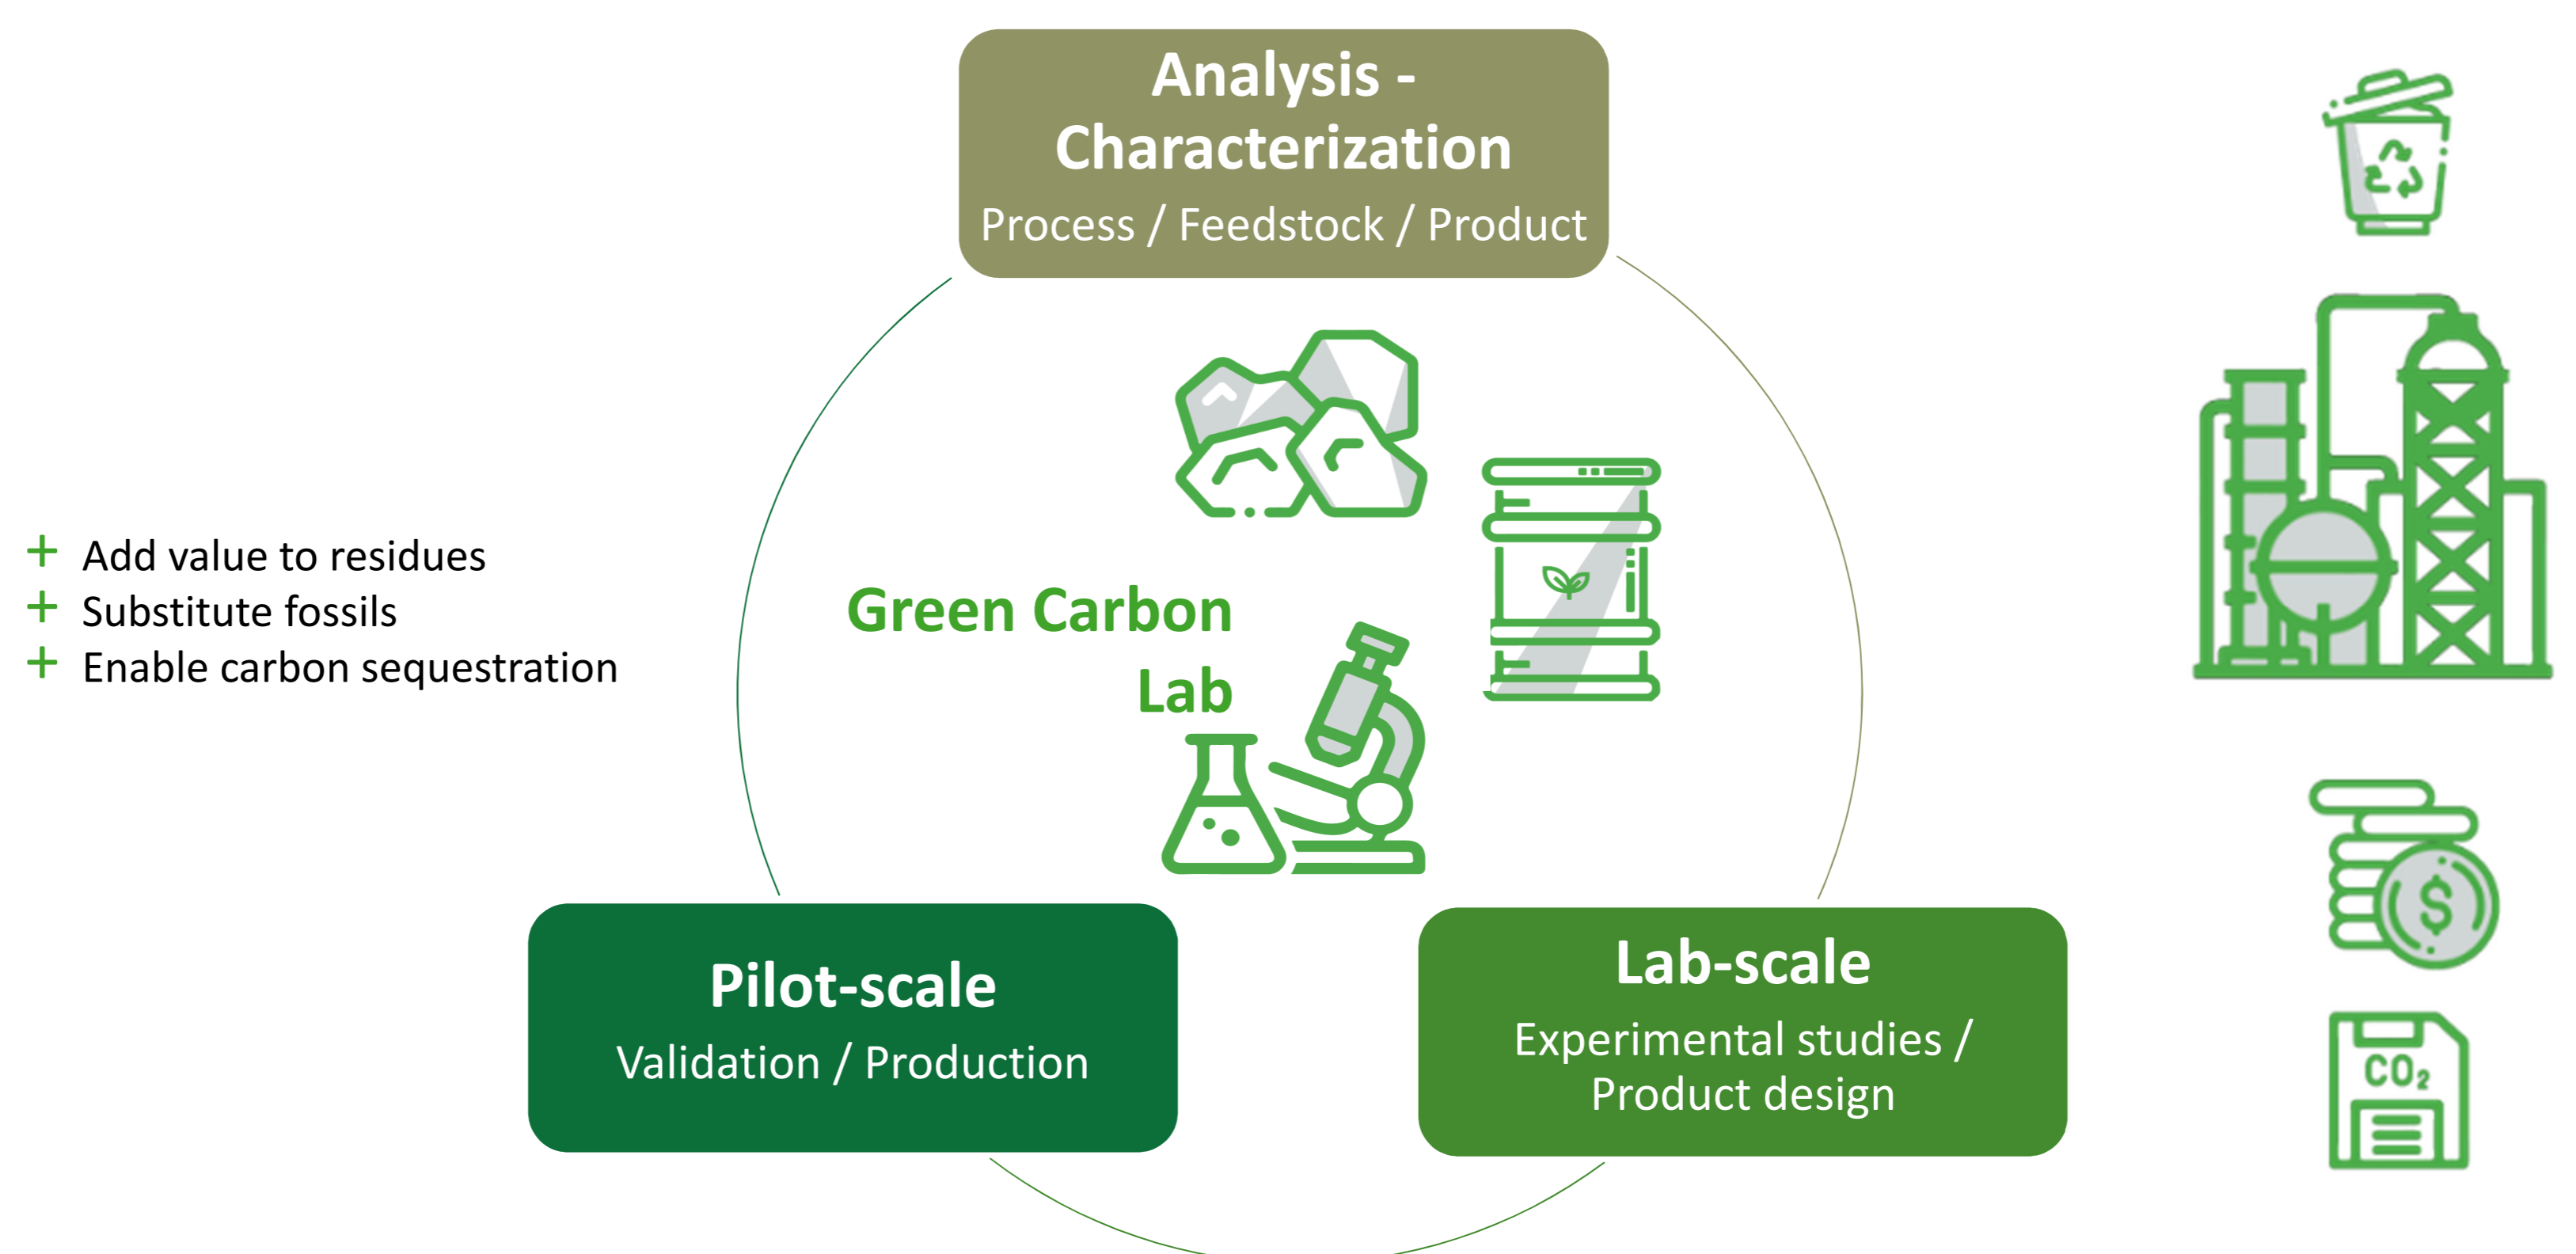 Analysis -
Characterization
Process / Feedstock / Product
+ Add value to residues
+ Substitute fossils
+ Enable carbon sequestration
Green Carbon
Lab
Pilot-scale
Validation / Production
Lab-scale
Experimental studies /
Product design
$
CO₂